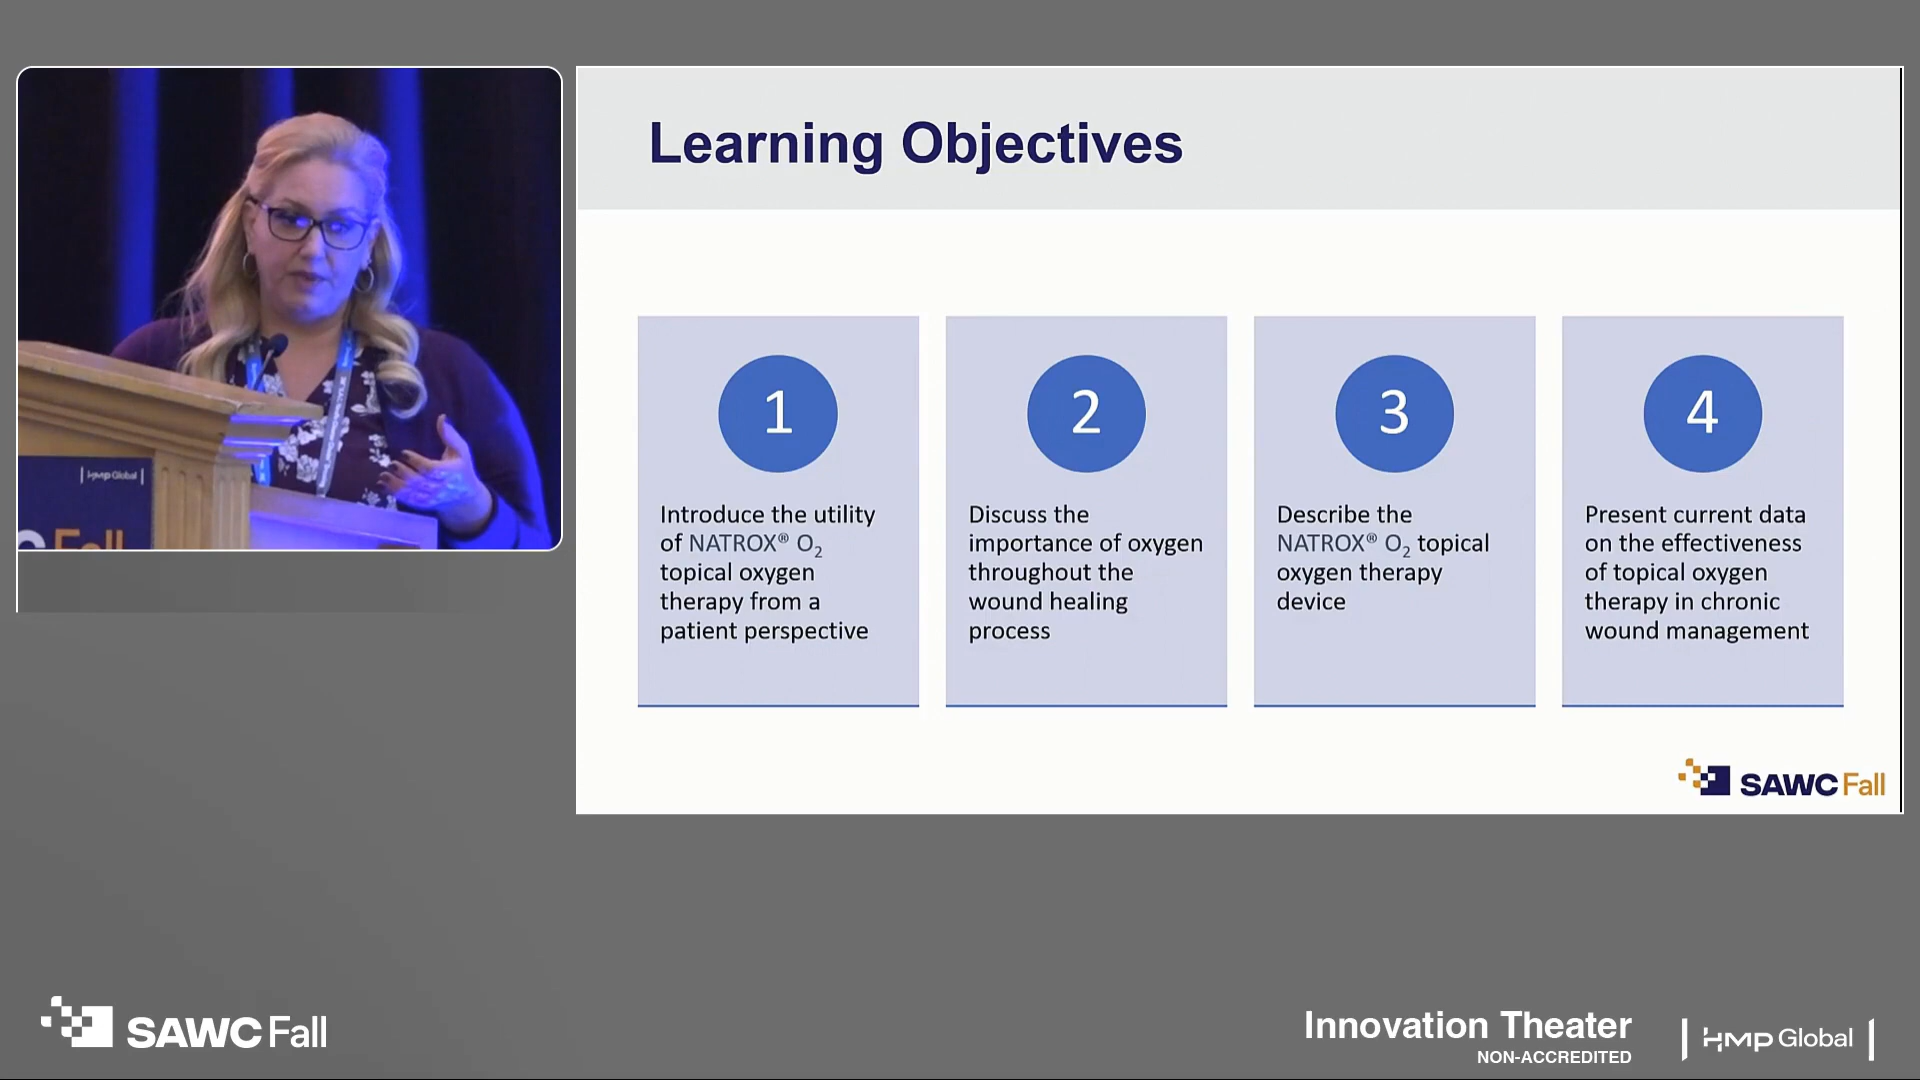 Learning Objectives
1
Introduce the utility
of NATROX® O₂
topical oxygen
therapy from a
patient perspective
2
Discuss the
importance of oxygen
throughout the
wound healing
process
3
Describe the
NATROX® O₂ topical
oxygen therapy
device
4
Present current data
on the effectiveness
of topical oxygen
therapy in chronic
wound management
SAWC Fall
HMP Global
C Fall
SAWC Fall
Innovation Theater
NON-ACCREDITED
HMP Global